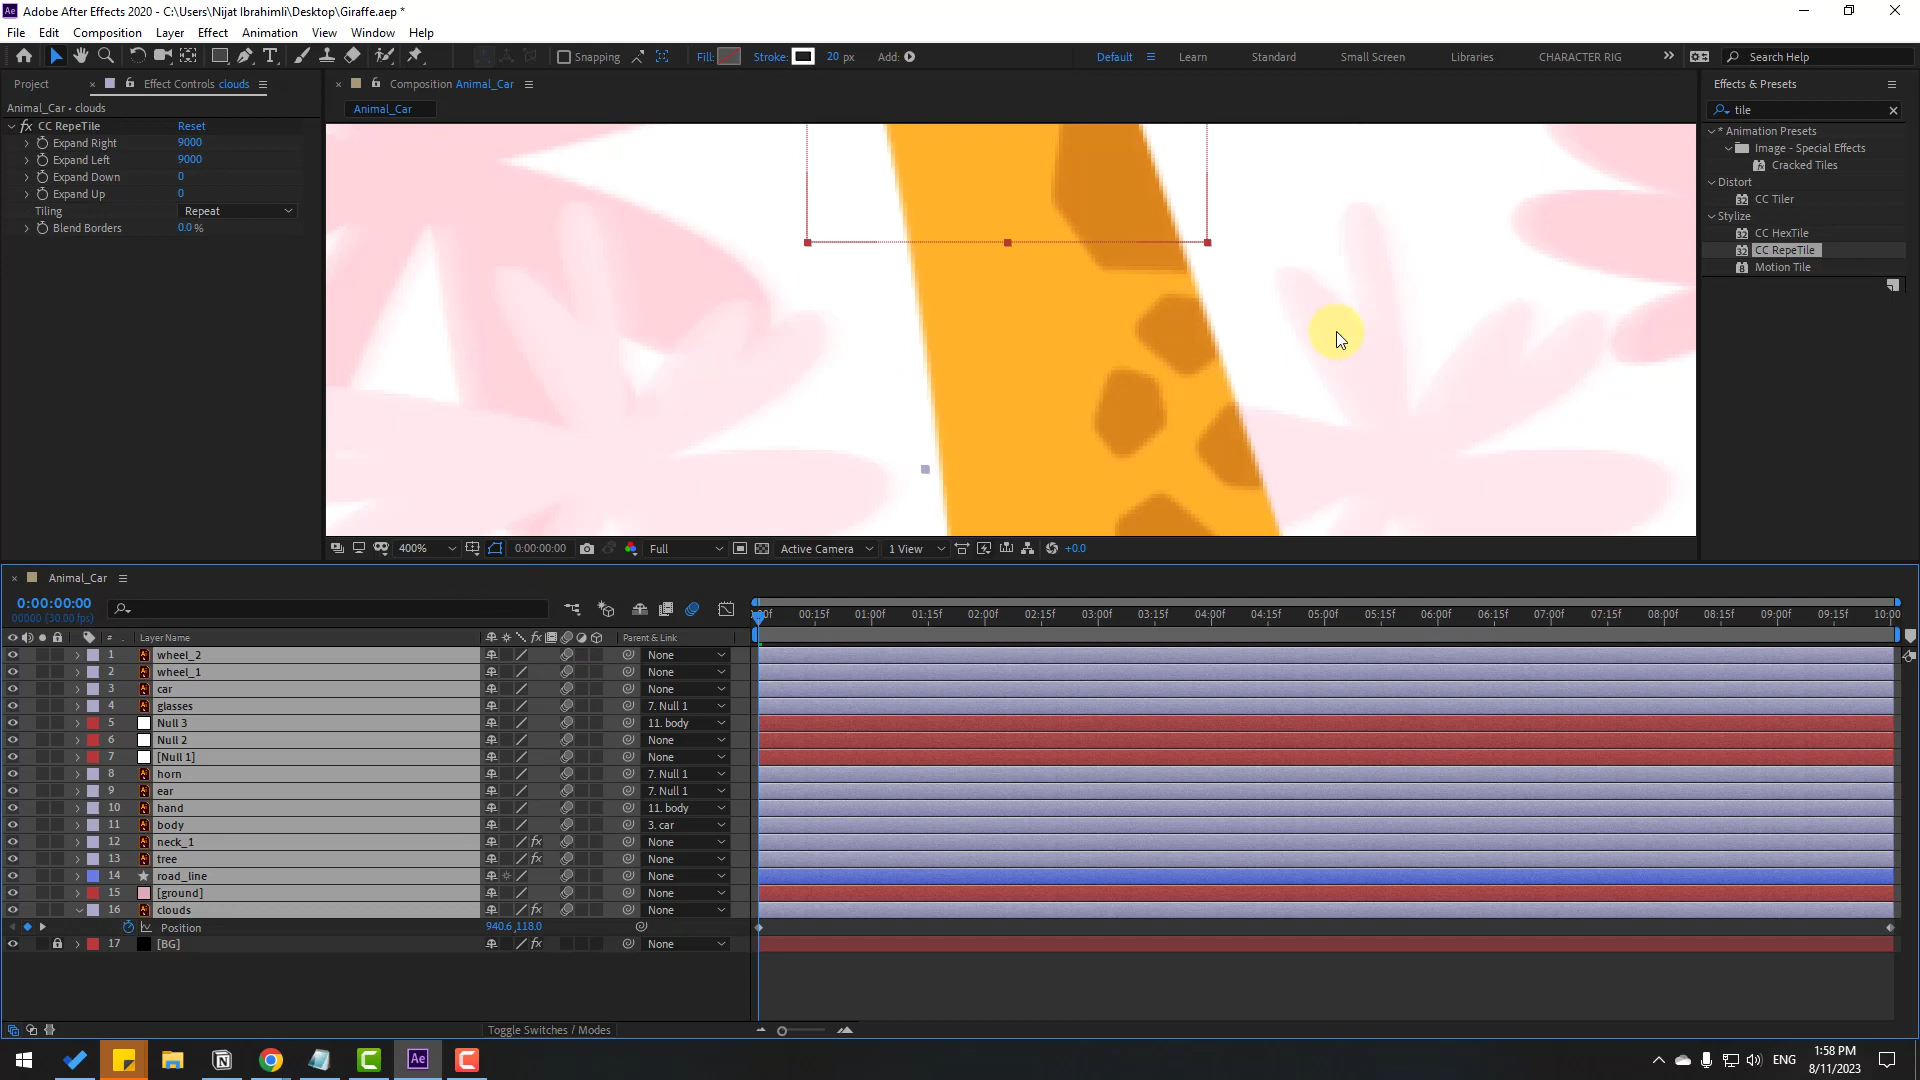 Ae Adobe After Effects 2020 - C:\Users\Nijat Ibrahimli\Desktop\Giraffe.aep *
File Edit Composition Layer Effect Animation View Window Help
Snapping Fill: Stroke: 20 px Add: Default Learn Standard Small Screen Libraries CHARACTER RIG Search Help
Project Effect Controls clouds Composition Animal_Car Effects & Presets
Animal_Car • clouds Animal_Car tile
fx CC RepeTile Reset
Expand Right 9000
Expand Left 9000
Expand Down 0
Expand Up 0
Tiling Repeat
Blend Borders 0.0 %
* Animation Presets
Image - Special Effects
Cracked Tiles
Distort
CC Tiler
Stylize
CC HexTile
CC RepeTile
Motion Tile
400% 0:00:00:00 Full Active Camera 1 View +0.0
Animal_Car
0:00:00:00
00000 (30.00 fps)
00:15f 01:00f 01:15f 02:00f 02:15f 03:00f 03:15f 04:00f 04:15f 05:00f 05:15f 06:00f 06:15f 07:00f 07:15f 08:00f 08:15f 09:00f 09:15f 10:00
# Layer Name fx Parent & Link
1 wheel_2 None
2 wheel_1 None
3 car None
4 glasses 7. Null 1
5 Null 3 11. body
6 Null 2 None
7 [Null 1] None
8 horn 7. Null 1
9 ear 7. Null 1
10 hand 11. body
11 body 3. car
12 neck_1 fx None
13 tree fx None
14 road_line None
15 [ground] None
16 clouds fx None
Position 940.6,118.0
17 [BG] fx None
Toggle Switches / Modes
Ae ENG 1:58 PM
8/11/2023